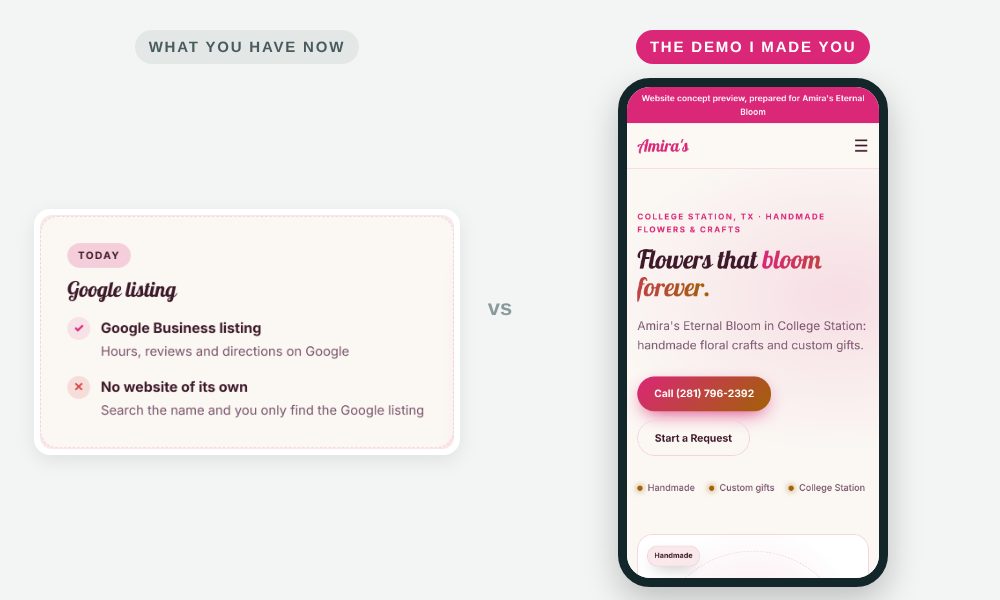 WHAT YOU HAVE NOW
THE DEMO I MADE YOU
TODAY
Google listing
Google Business listing
Hours, reviews and directions on Google
No website of its own
Search the name and you only find the Google listing
vs
Website concept preview, prepared for Amira's Eternal
Bloom
Amira's
COLLEGE STATION, TX · HANDMADE
FLOWERS & CRAFTS
Flowers that bloom
forever.
Amira's Eternal Bloom in College Station:
handmade floral crafts and custom gifts.
Call (281) 796-2392
Start a Request
Handmade
Custom gifts
College Station
Handmade